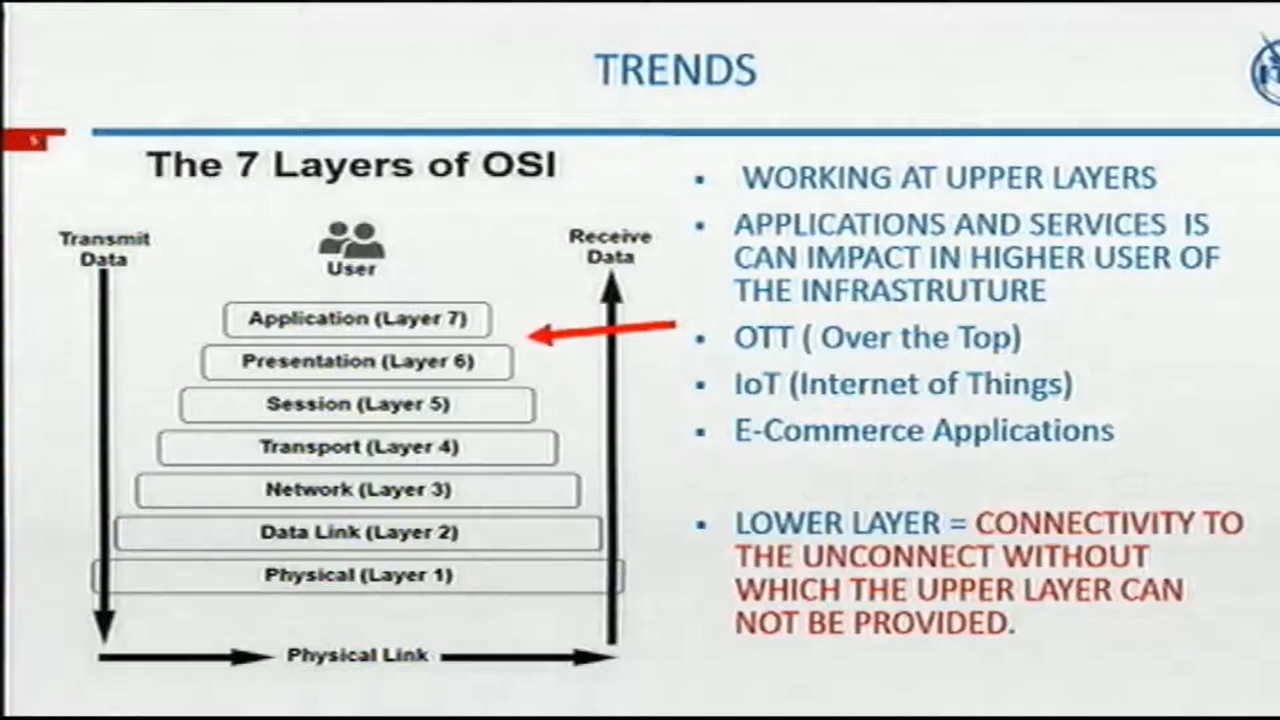 TRENDS
5
The 7 Layers of OSI
Transmit
Data
User
Receive
Data
Application (Layer 7)
Presentation (Layer 6)
Session (Layer 5)
Transport (Layer 4)
Network (Layer 3)
Data Link (Layer 2)
Physical (Layer 1)
Physical Link
▪ WORKING AT UPPER LAYERS
▪ APPLICATIONS AND SERVICES IS
CAN IMPACT IN HIGHER USER OF
THE INFRASTRUTURE
▪ OTT ( Over the Top)
▪ IoT (Internet of Things)
▪ E-Commerce Applications
▪ LOWER LAYER = CONNECTIVITY TO
THE UNCONNECT WITHOUT
WHICH THE UPPER LAYER CAN
NOT BE PROVIDED.